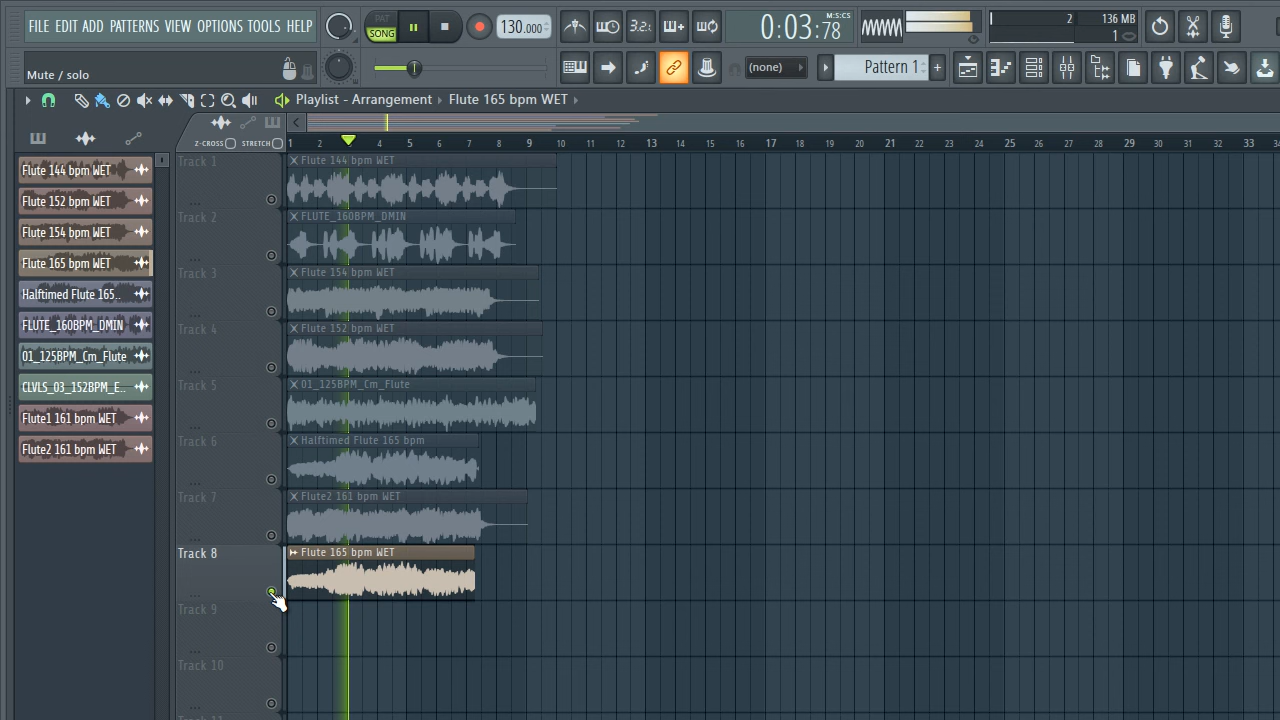 FILE EDIT ADD PATTERNS VIEW OPTIONS TOOLS HELP
PAT
SONG
130.000
3.2.
0:03:78
M:S:CS
2
136 MB
1
Mute / solo
(none)
Pattern 1
+
Playlist - Arrangement › Flute 165 bpm WET ›
Z-CROSS
STRETCH
1 2 3 4 5 6 7 8 9 10 11 12 13 14 15 16 17 18 19 20 21 22 23 24 25 26 27 28 29 30 31 32 33 34
Flute 144 bpm WET
Flute 152 bpm WET
Flute 154 bpm WET
Flute 165 bpm WET
Halftimed Flute 165..
FLUTE_160BPM_DMIN
01_125BPM_Cm_Flute
CLVLS_03_152BPM_E..
Flute1 161 bpm WET
Flute2 161 bpm WET
Track 1
Flute 144 bpm WET
Track 2
FLUTE_160BPM_DMIN
Track 3
Flute 154 bpm WET
Track 4
Flute 152 bpm WET
Track 5
01_125BPM_Cm_Flute
Track 6
Halftimed Flute 165 bpm
Track 7
Flute2 161 bpm WET
Track 8
Flute 165 bpm WET
Track 9
Track 10